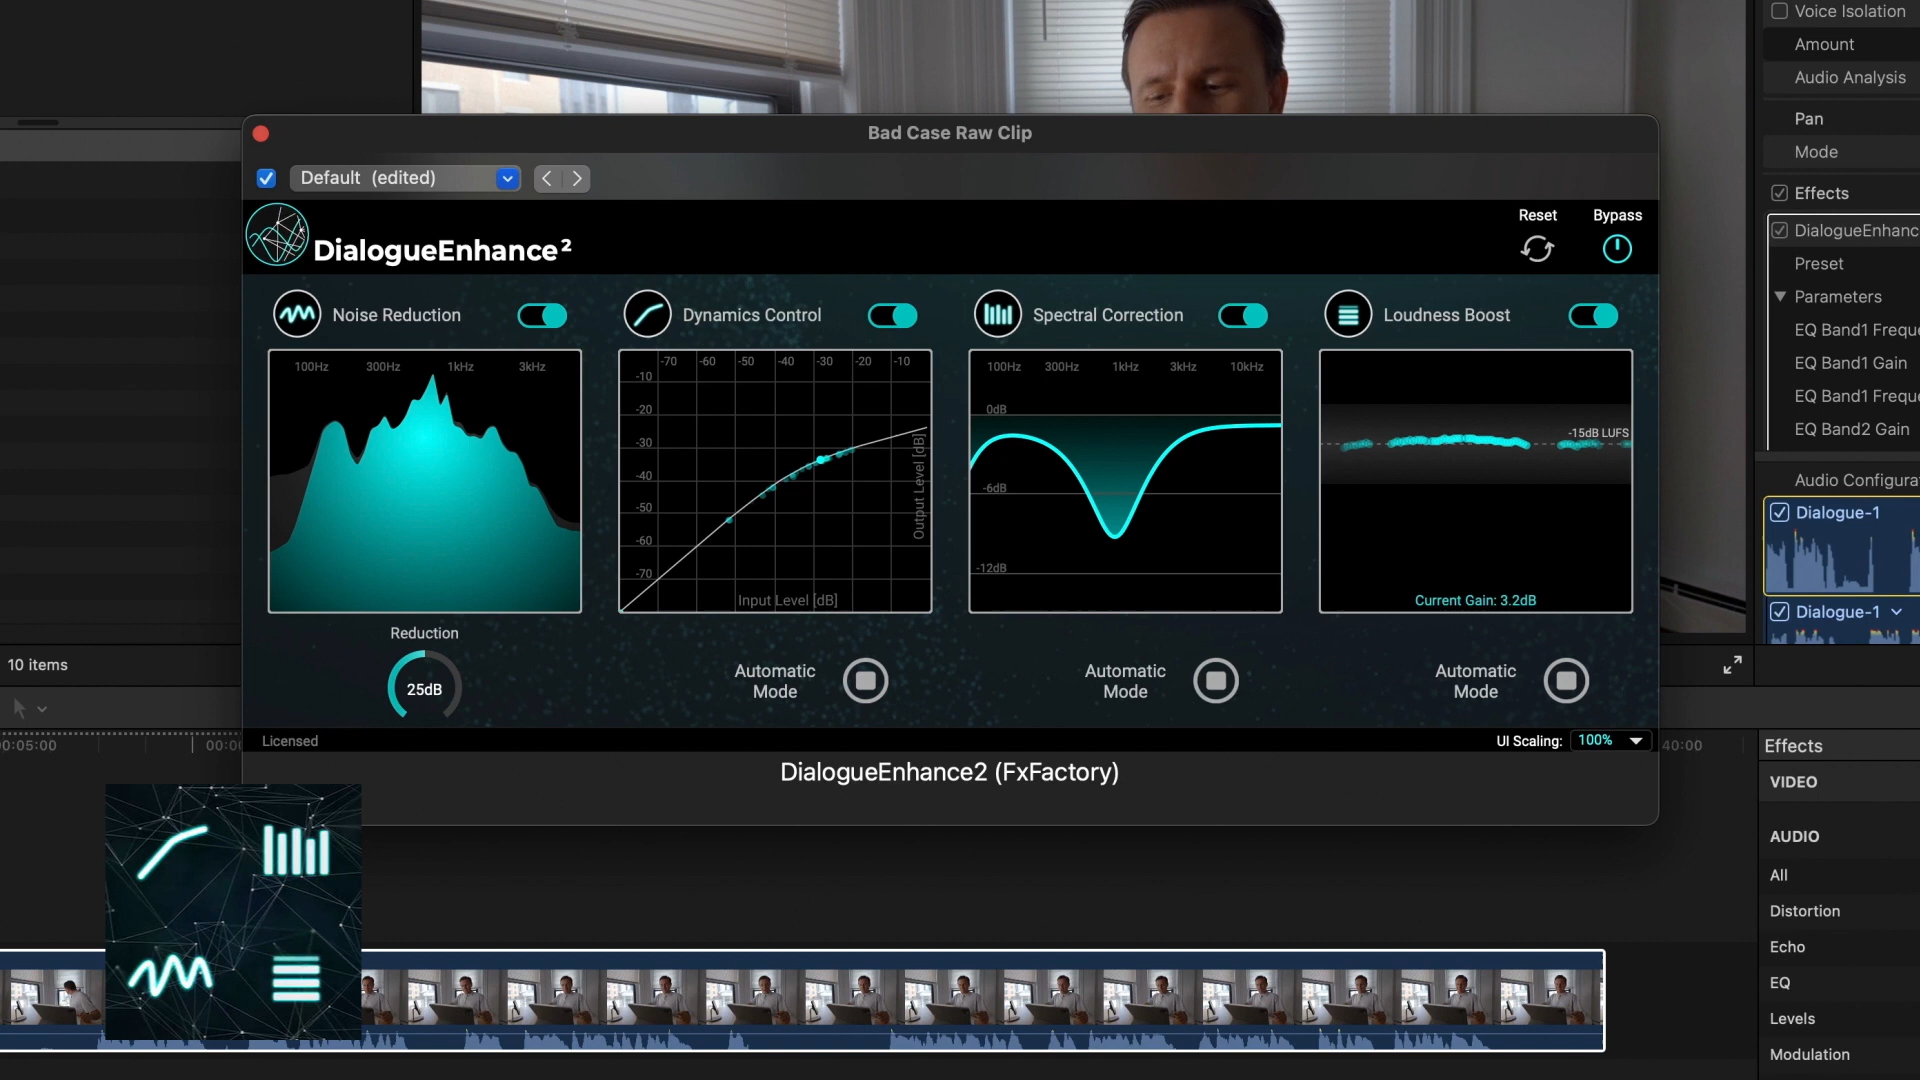 Voice Isolation
Amount
Audio Analysis
Pan
Mode
Effects
DialogueEnhanc
Preset
Parameters
EQ Band1 Frequ
EQ Band1 Gain
EQ Band1 Freque
EQ Band2 Gain
Audio Configurat
Dialogue-1
Dialogue-1
Bad Case Raw Clip
Default (edited)
DialogueEnhance²
Reset
Bypass
Noise Reduction
Dynamics Control
Spectral Correction
Loudness Boost
100Hz 300Hz 1kHz 3kHz
-70 -60 -50 -40 -30 -20 -10
-10
-20
-30
-40
-50
-60
-70
Output Level [dB]
Input Level [dB]
100Hz 300Hz 1kHz 3kHz 10kHz
0dB
-6dB
-12dB
-15dB LUFS
Current Gain: 3.2dB
Reduction
25dB
Automatic
Mode
Automatic
Mode
Automatic
Mode
Licensed
UI Scaling: 100%
DialogueEnhance2 (FxFactory)
10 items
0:05:00
00:0
40:00
Effects
VIDEO
AUDIO
All
Distortion
Echo
EQ
Levels
Modulation